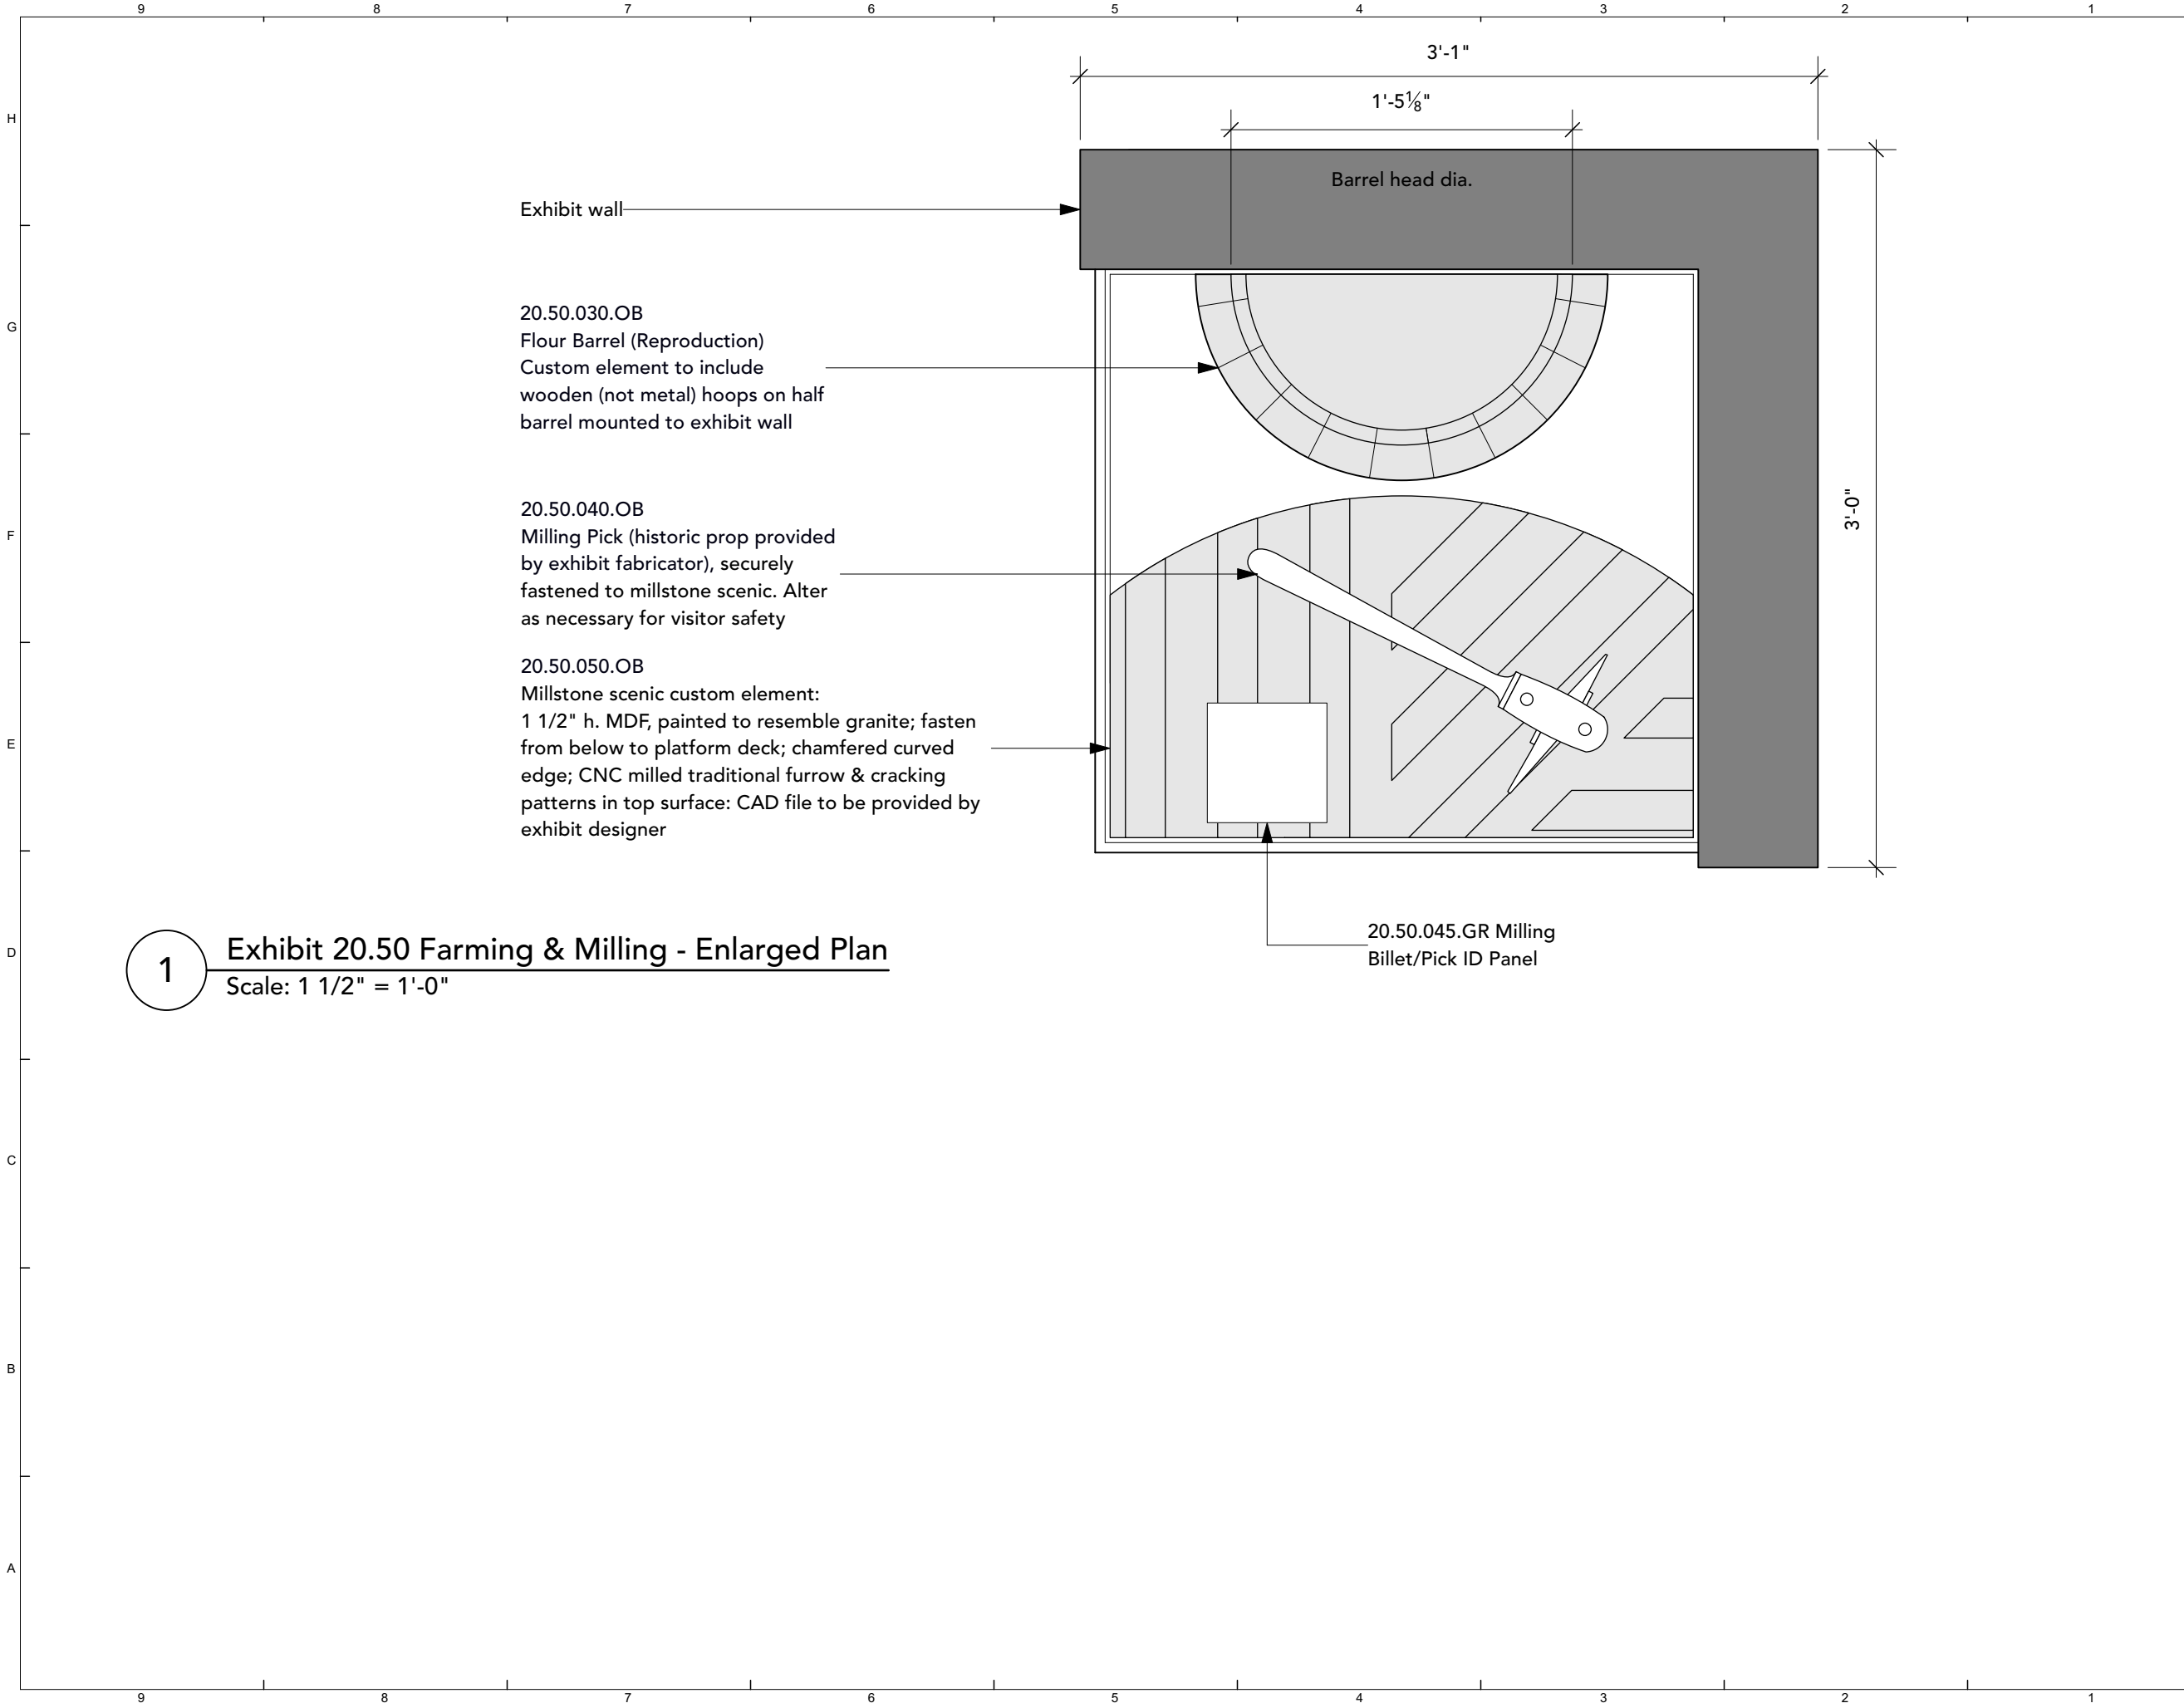 9 8 7 6 5 4 3 2 1
3'-1"
1'-5⅛"
H
Barrel head dia.
Exhibit wall
20.50.030.OB
Flour Barrel (Reproduction)
Custom element to include
wooden (not metal) hoops on half
barrel mounted to exhibit wall
G
3'-0"
20.50.040.OB
Milling Pick (historic prop provided
by exhibit fabricator), securely
fastened to millstone scenic. Alter
as necessary for visitor safety
F
20.50.050.OB
Millstone scenic custom element:
1 1/2" h. MDF, painted to resemble granite; fasten
from below to platform deck; chamfered curved
edge; CNC milled traditional furrow & cracking
patterns in top surface: CAD file to be provided by
exhibit designer
E
20.50.045.GR Milling
Billet/Pick ID Panel
D
1
Exhibit 20.50 Farming & Milling - Enlarged Plan
Scale: 1 1/2" = 1'-0"
C
B
A
9 8 7 6 5 4 3 2 1